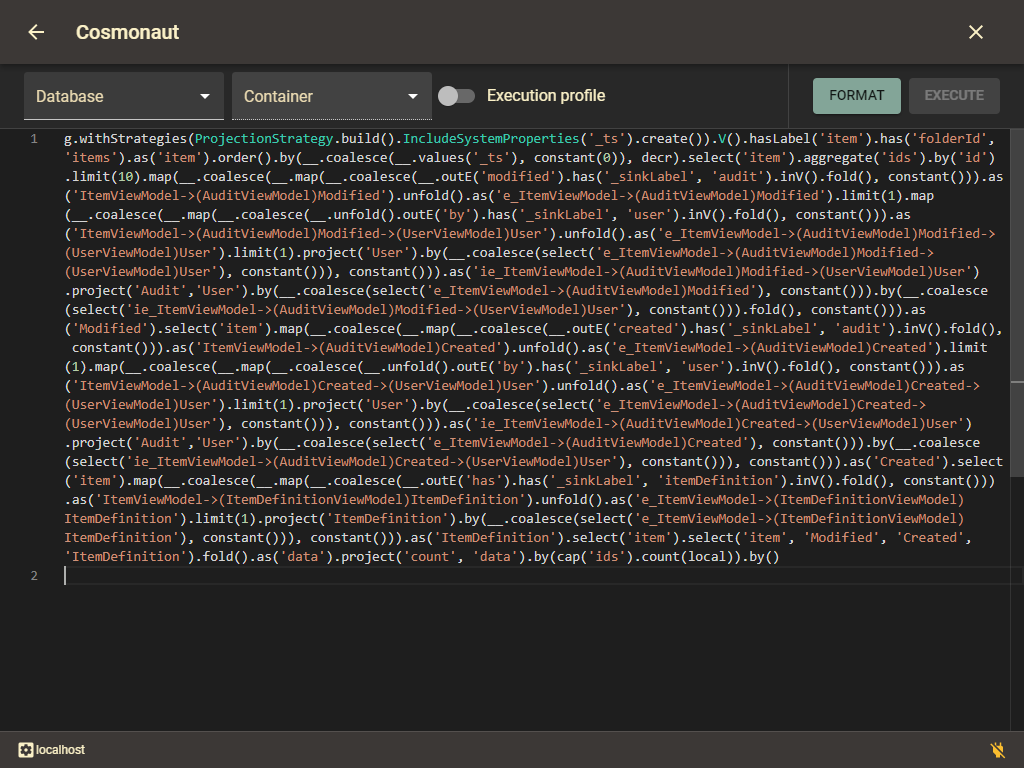 Cosmonaut
Database
Container
Execution profile
FORMAT
EXECUTE
1
g.withStrategies(ProjectionStrategy.build().IncludeSystemProperties('_ts').create()).V().hasLabel('item').has('folderId',
'items').as('item').order().by(__.coalesce(__.values('_ts'), constant(0)), decr).select('item').aggregate('ids').by('id')
.limit(10).map(__.coalesce(__.map(__.coalesce(__.outE('modified').has('_sinkLabel', 'audit').inV().fold(), constant())).as
('ItemViewModel->(AuditViewModel)Modified').unfold().as('e_ItemViewModel->(AuditViewModel)Modified').limit(1).map
(__.coalesce(__.map(__.coalesce(__.unfold().outE('by').has('_sinkLabel', 'user').inV().fold(), constant())).as
('ItemViewModel->(AuditViewModel)Modified->(UserViewModel)User').unfold().as('e_ItemViewModel->(AuditViewModel)Modified->
(UserViewModel)User').limit(1).project('User').by(__.coalesce(select('e_ItemViewModel->(AuditViewModel)Modified->
(UserViewModel)User'), constant())), constant())).as('ie_ItemViewModel->(AuditViewModel)Modified->(UserViewModel)User')
.project('Audit','User').by(__.coalesce(select('e_ItemViewModel->(AuditViewModel)Modified'), constant())).by(__.coalesce
(select('ie_ItemViewModel->(AuditViewModel)Modified->(UserViewModel)User'), constant())).fold(), constant())).as
('Modified').select('item').map(__.coalesce(__.map(__.coalesce(__.outE('created').has('_sinkLabel', 'audit').inV().fold(),
constant())).as('ItemViewModel->(AuditViewModel)Created').unfold().as('e_ItemViewModel->(AuditViewModel)Created').limit
(1).map(__.coalesce(__.map(__.coalesce(__.unfold().outE('by').has('_sinkLabel', 'user').inV().fold(), constant())).as
('ItemViewModel->(AuditViewModel)Created->(UserViewModel)User').unfold().as('e_ItemViewModel->(AuditViewModel)Created->
(UserViewModel)User').limit(1).project('User').by(__.coalesce(select('e_ItemViewModel->(AuditViewModel)Created->
(UserViewModel)User'), constant())), constant())).as('ie_ItemViewModel->(AuditViewModel)Created->(UserViewModel)User')
.project('Audit','User').by(__.coalesce(select('e_ItemViewModel->(AuditViewModel)Created'), constant())).by(__.coalesce
(select('ie_ItemViewModel->(AuditViewModel)Created->(UserViewModel)User'), constant())), constant())).as('Created').select
('item').map(__.coalesce(__.map(__.coalesce(__.outE('has').has('_sinkLabel', 'itemDefinition').inV().fold(), constant()))
.as('ItemViewModel->(ItemDefinitionViewModel)ItemDefinition').unfold().as('e_ItemViewModel->(ItemDefinitionViewModel)
ItemDefinition').limit(1).project('ItemDefinition').by(__.coalesce(select('e_ItemViewModel->(ItemDefinitionViewModel)
ItemDefinition'), constant())), constant())).as('ItemDefinition').select('item').select('item', 'Modified', 'Created',
'ItemDefinition').fold().as('data').project('count', 'data').by(cap('ids').count(local)).by()
2
localhost